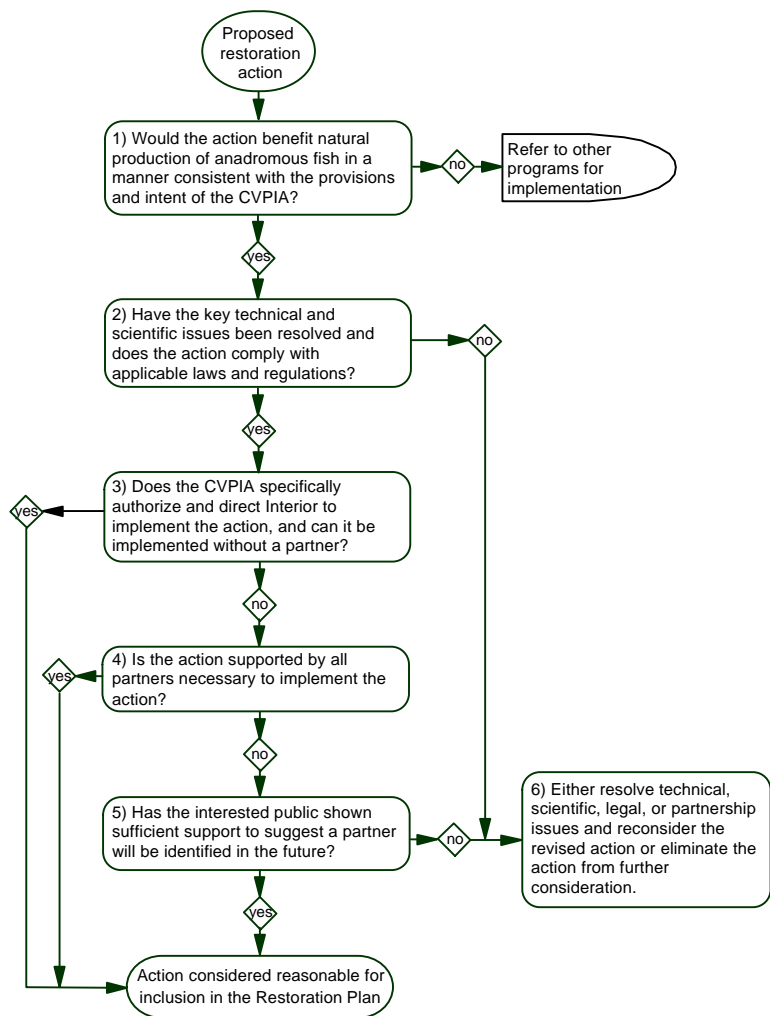 Proposed
restoration
action
1) Would the action benefit natural
production of anadromous fish in a
manner consistent with the provisions
and intent of the CVPIA?
no
Refer to other
programs for
implementation
yes
2) Have the key technical and
scientific issues been resolved and
does the action comply with
applicable laws and regulations?
no
yes
3) Does the CVPIA specifically
authorize and direct Interior to
implement the action, and can it be
implemented without a partner?
yes
no
4) Is the action supported by all
partners necessary to implement the
action?
yes
no
5) Has the interested public shown
sufficient support to suggest a partner
will be identified in the future?
no
6) Either resolve technical,
scientific, legal, or partnership
issues and reconsider the
revised action or eliminate the
action from further
consideration.
yes
Action considered reasonable for
inclusion in the Restoration Plan